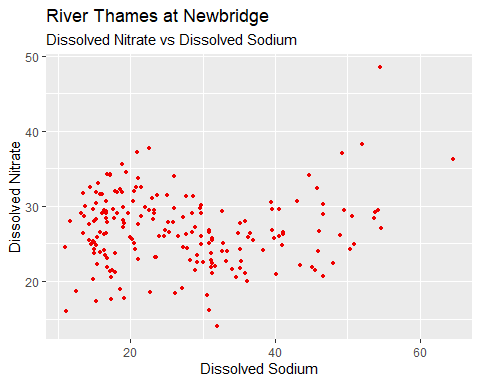 River Thames at Newbridge
Dissolved Nitrate vs Dissolved Sodium
50
40
30
20
Dissolved Nitrate
20
40
60
Dissolved Sodium